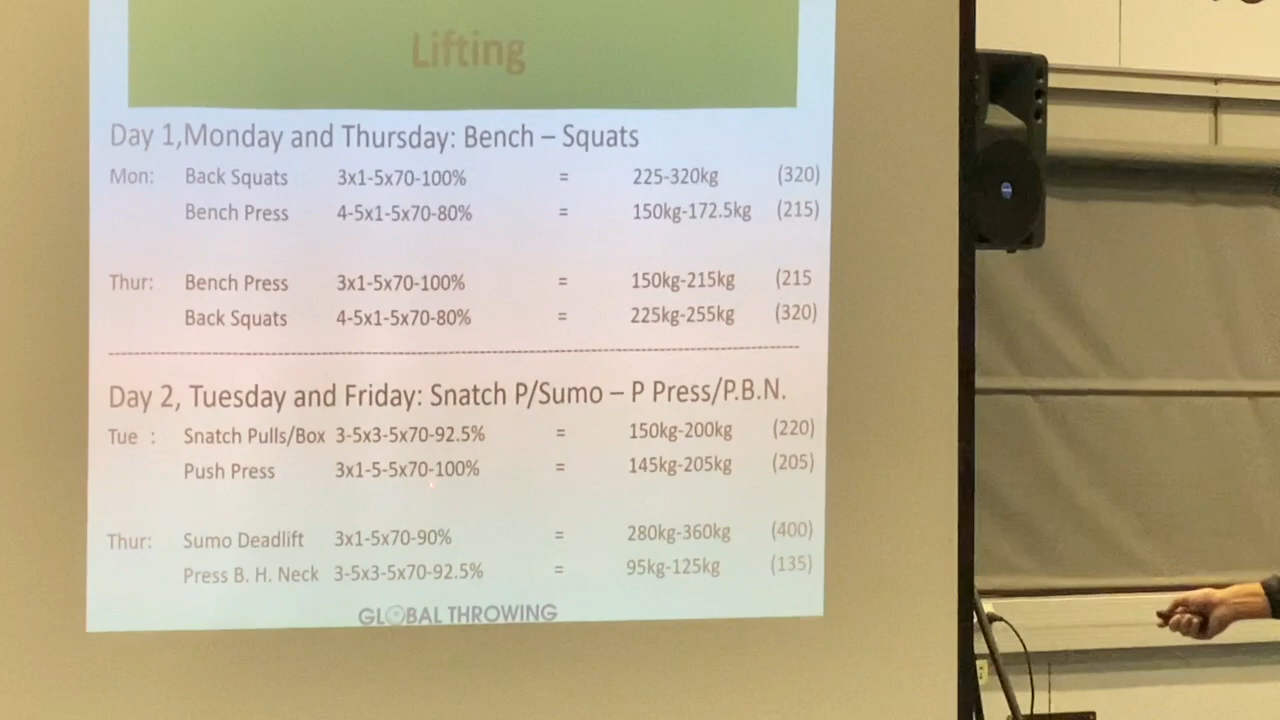 Lifting
Day 1,Monday and Thursday: Bench – Squats
Mon: Back Squats 3x1-5x70-100% = 225-320kg (320)
Bench Press 4-5x1-5x70-80% = 150kg-172.5kg (215)
Thur: Bench Press 3x1-5x70-100% = 150kg-215kg (215
Back Squats 4-5x1-5x70-80% = 225kg-255kg (320)
Day 2, Tuesday and Friday: Snatch P/Sumo – P Press/P.B.N.
Tue : Snatch Pulls/Box 3-5x3-5x70-92.5% = 150kg-200kg (220)
Push Press 3x1-5-5x70-100% = 145kg-205kg (205)
Thur: Sumo Deadlift 3x1-5x70-90% = 280kg-360kg (400)
Press B. H. Neck 3-5x3-5x70-92.5% = 95kg-125kg (135)
GLOBAL THROWING